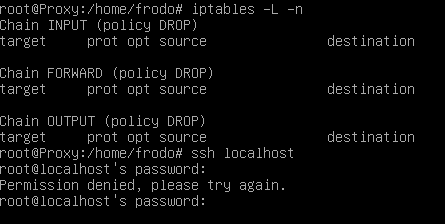 root@Proxy:/home/frodo# iptables -L -n
Chain INPUT (policy DROP)
target     prot opt source               destination

Chain FORWARD (policy DROP)
target     prot opt source               destination

Chain OUTPUT (policy DROP)
target     prot opt source               destination
root@Proxy:/home/frodo# ssh localhost
root@localhost's password:
Permission denied, please try again.
root@localhost's password: